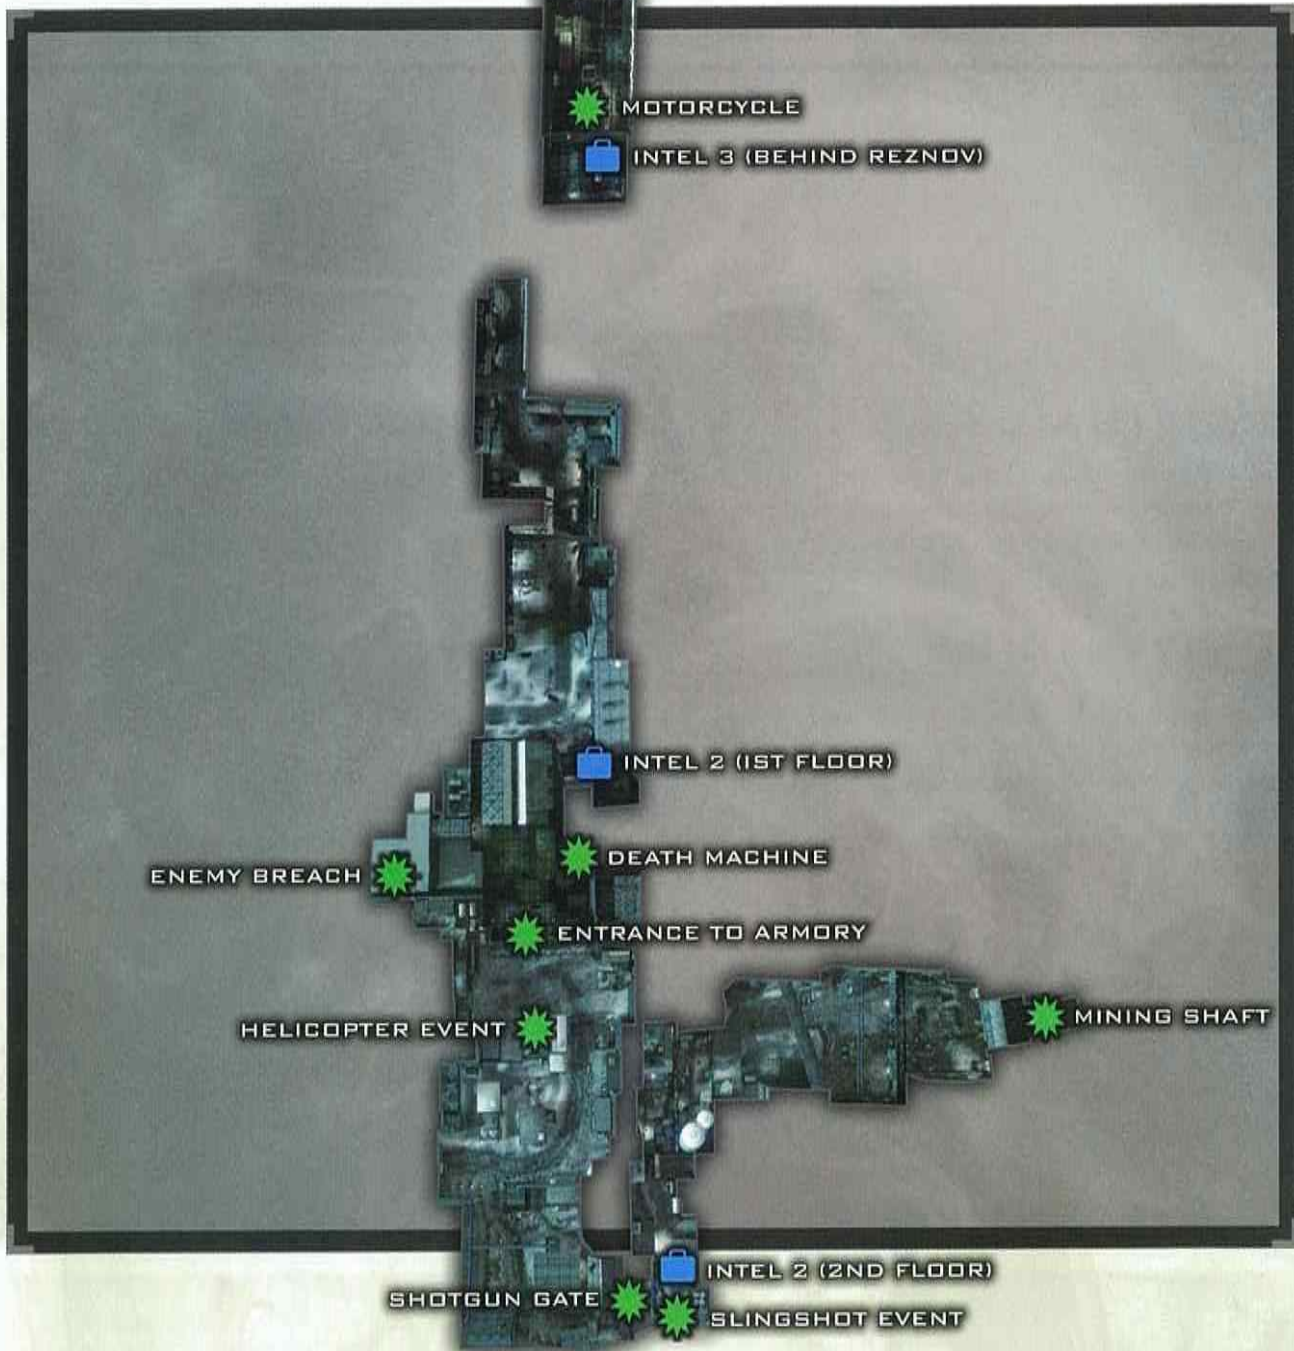 MOTORCYCLE
INTEL 3 (BEHIND REZNOV)
INTEL 2 (1ST FLOOR)
DEATH MACHINE
ENEMY BREACH
ENTRANCE TO ARMORY
MINING SHAFT
HELICOPTER EVENT
INTEL 2 (2ND FLOOR)
SHOTGUN GATE
SLINGSHOT EVENT